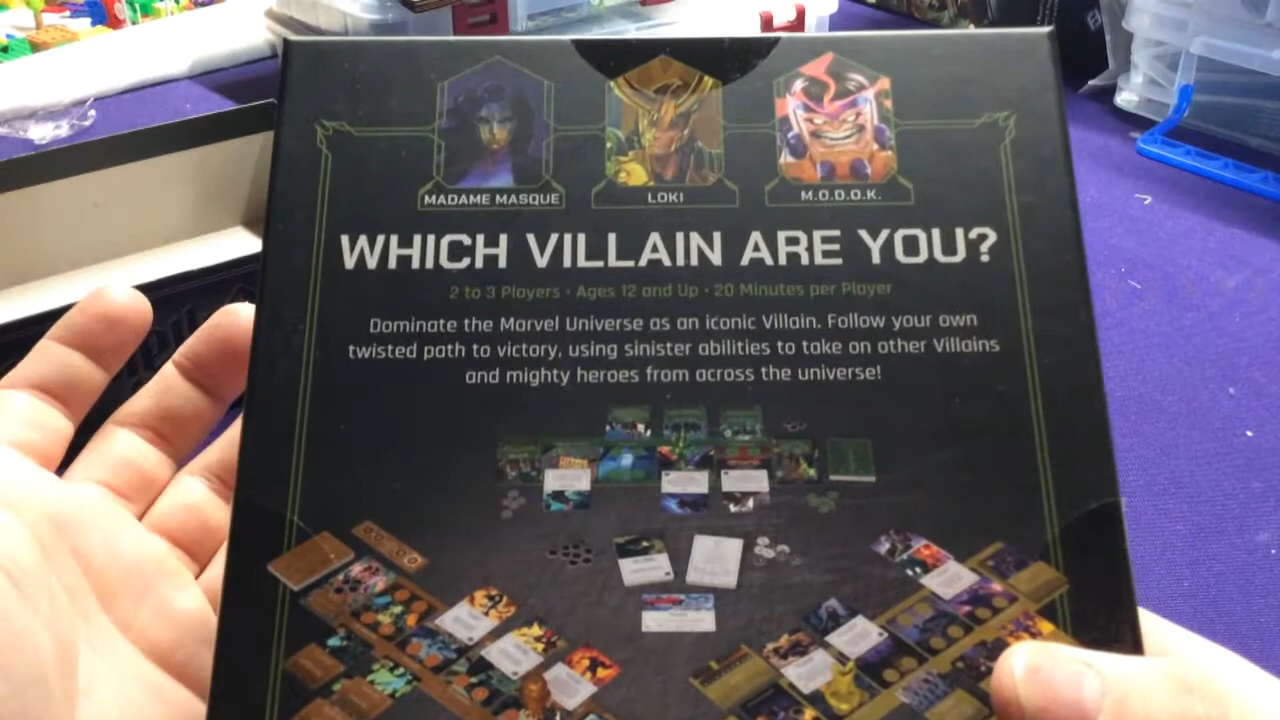 MADAME MASQUE
LOKI
M.O.D.O.K.
WHICH VILLAIN ARE YOU?
2 to 3 Players • Ages 12 and Up • 20 Minutes per Player
Dominate the Marvel Universe as an iconic Villain. Follow your own
twisted path to victory, using sinister abilities to take on other Villains
and mighty heroes from across the universe!